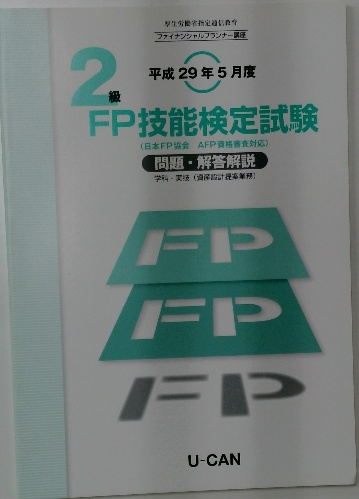 厚生労働省指定通信教育
ファイナンシャルプランナー講座
平成29年5月度
2級
FP技能検定試験
(日本FP協会 AFP資格審査対応)
問題・解答解説
学科・実技(資産設計提案業務)
FP
FP
FP
U-CAN